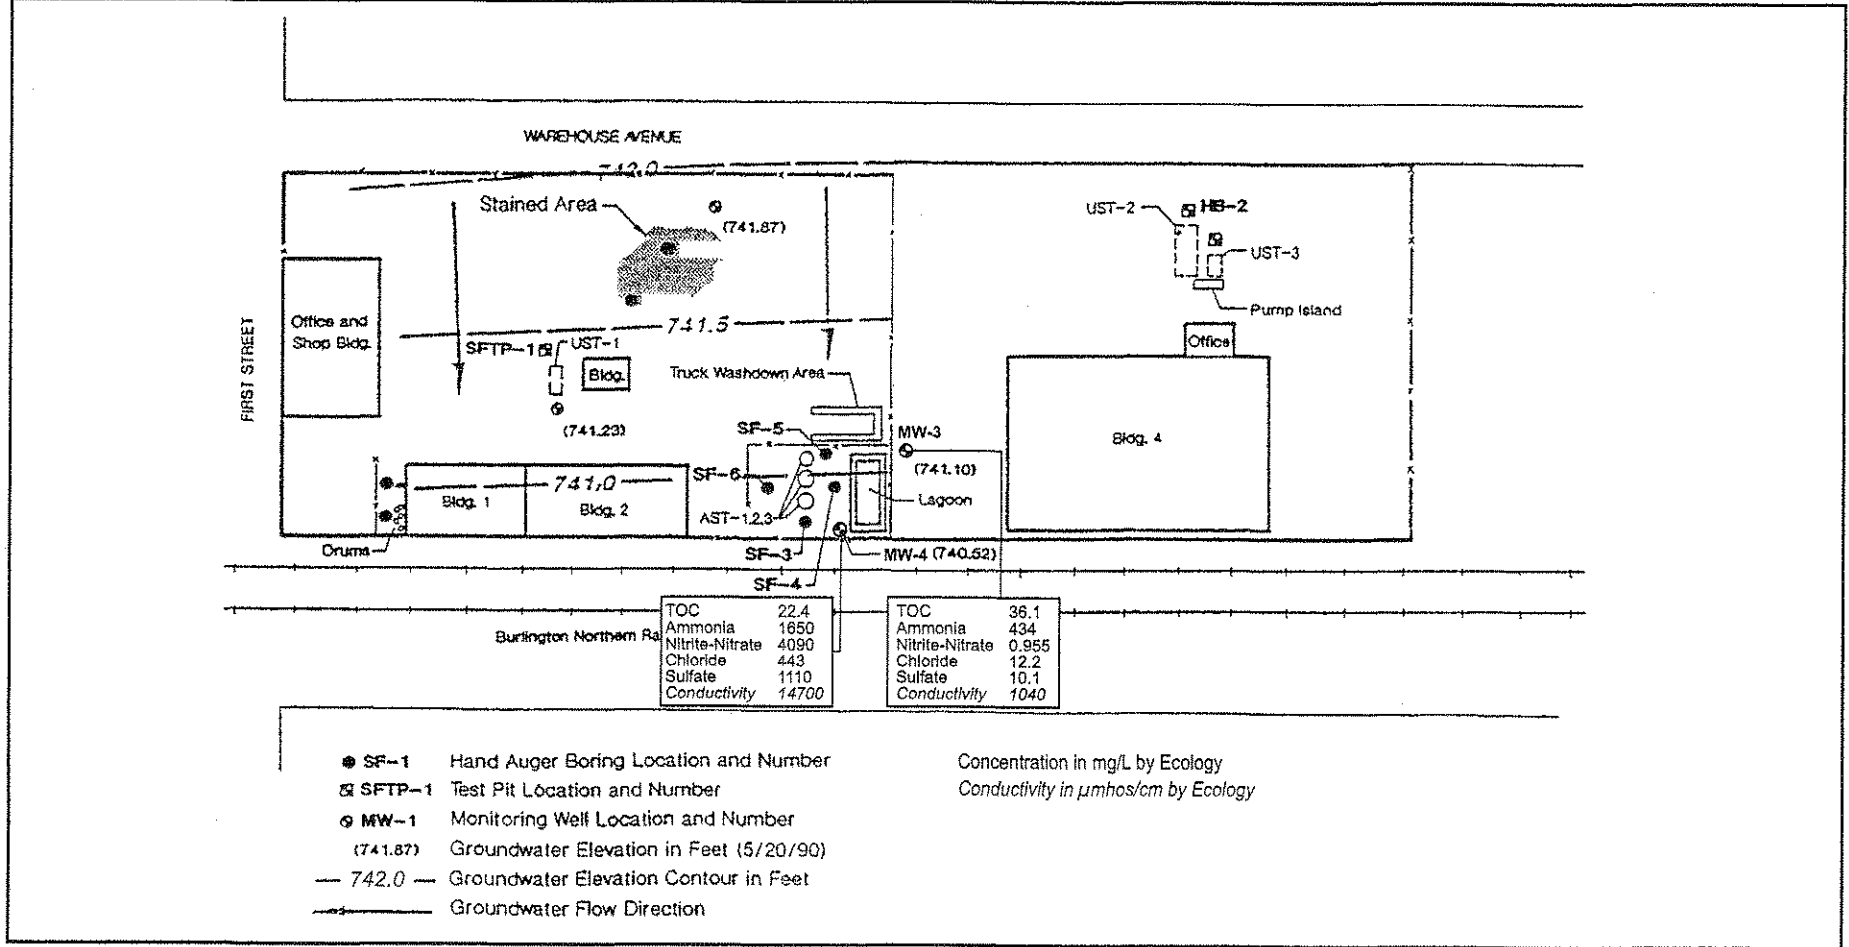 WAREHOUSE AVENUE
742.0
Stained Area
(741.87)
UST-2
HB-2
UST-3
Pump Island
Office and
Shop Bldg.
FIRST STREET
741.5
SFTP-1
UST-1
Bldg.
Office
Truck Washdown Area
(741.23)
SF-5
MW-3
Bldg. 4
SF-6
(741.10)
741.0
Bldg. 1
Bldg. 2
Lagoon
AST-1,2,3
Drums
SF-3
MW-4 (740.52)
SF-4
TOC 22.4
Ammonia 1650
Nitrite-Nitrate 4090
Chloride 443
Sulfate 1110
Conductivity 14700
TOC 36.1
Ammonia 434
Nitrite-Nitrate 0.955
Chloride 12.2
Sulfate 10.1
Conductivity 1040
Burlington Northern Ra
SF-1 Hand Auger Boring Location and Number
SFTP-1 Test Pit Location and Number
MW-1 Monitoring Well Location and Number
(741.87) Groundwater Elevation in Feet (5/20/90)
— 742.0 — Groundwater Elevation Contour in Feet
Groundwater Flow Direction
Concentration in mg/L by Ecology
Conductivity in µmhos/cm by Ecology